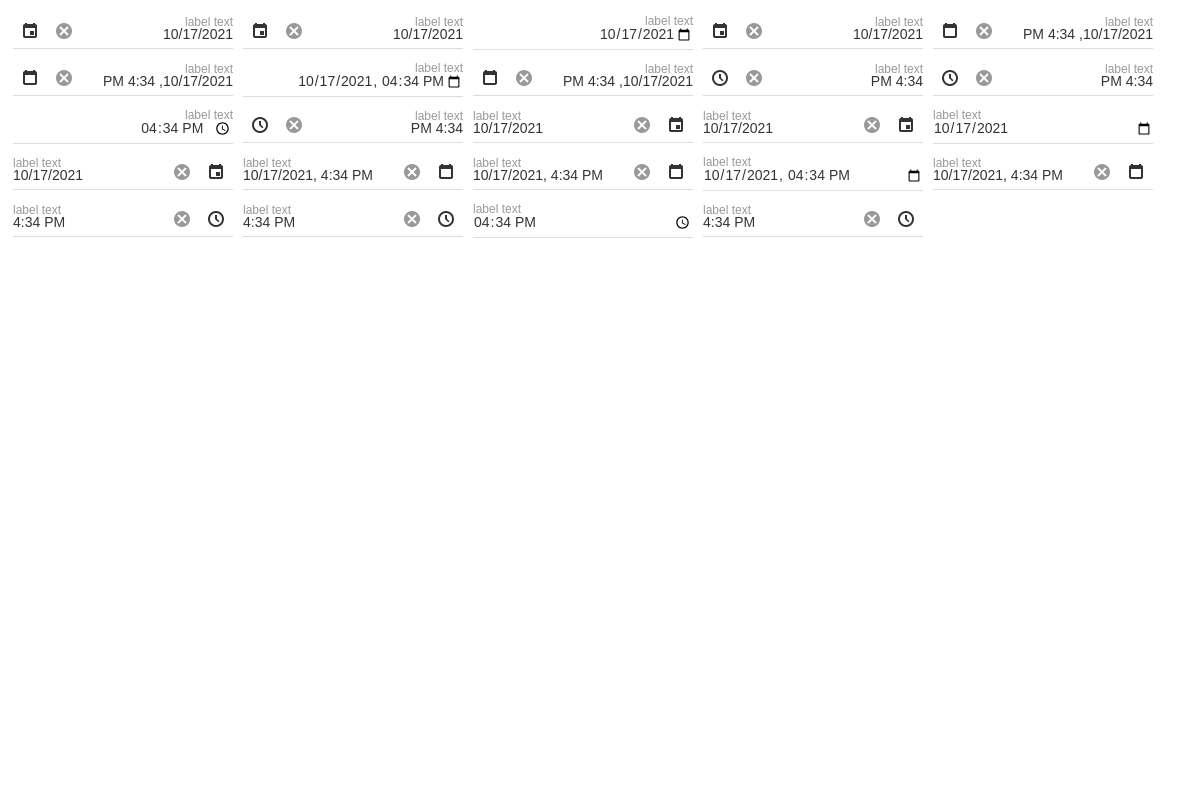 label text
10/17/2021
label text
10/17/2021
label text
10/17/2021
label text
10/17/2021
label text
PM 4:34 ,10/17/2021
label text
PM 4:34 ,10/17/2021
label text
10/17/2021, 04:34 PM
label text
PM 4:34 ,10/17/2021
label text
PM 4:34
label text
PM 4:34
label text
04:34 PM
label text
PM 4:34
label text
10/17/2021
label text
10/17/2021
label text
10/17/2021
label text
10/17/2021
label text
10/17/2021, 4:34 PM
label text
10/17/2021, 4:34 PM
label text
10/17/2021, 04:34 PM
label text
10/17/2021, 4:34 PM
label text
4:34 PM
label text
4:34 PM
label text
04:34 PM
label text
4:34 PM